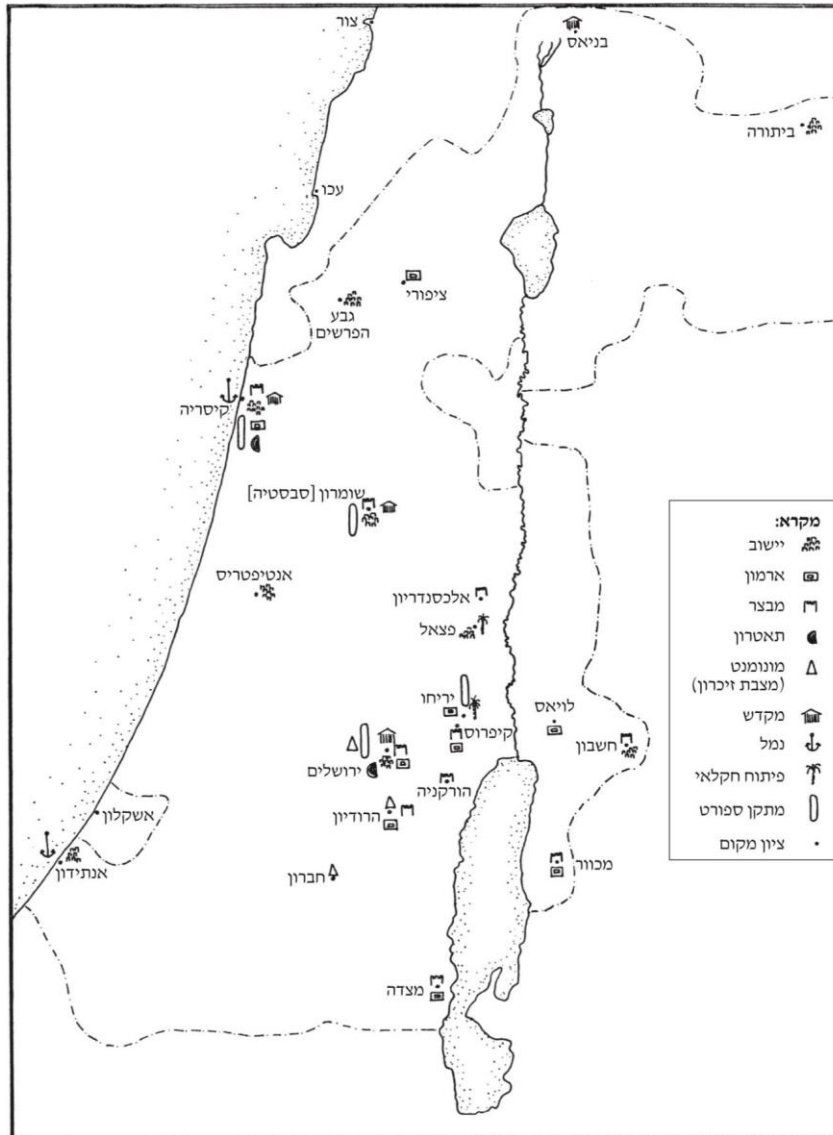 צור
בניאס
ביתורה
עכו
ציפורי
גבע
הפרשים
קיסריה
שומרון [סבסטיה]
אנטיפטריס
אלכסנדריון
פצאל
יריחו
קיפרוס
לויאס
חשבון
ירושלים
הורקניה
הרודיון
אשקלון
אנתידון
חברון
מכוור
מצדה
מקרא:
יישוב
ארמון
מבצר
תאטרון
מונומנט
(מצבת זיכרון)
מקדש
נמל
פיתוח חקלאי
מתקן ספורט
ציון מקום